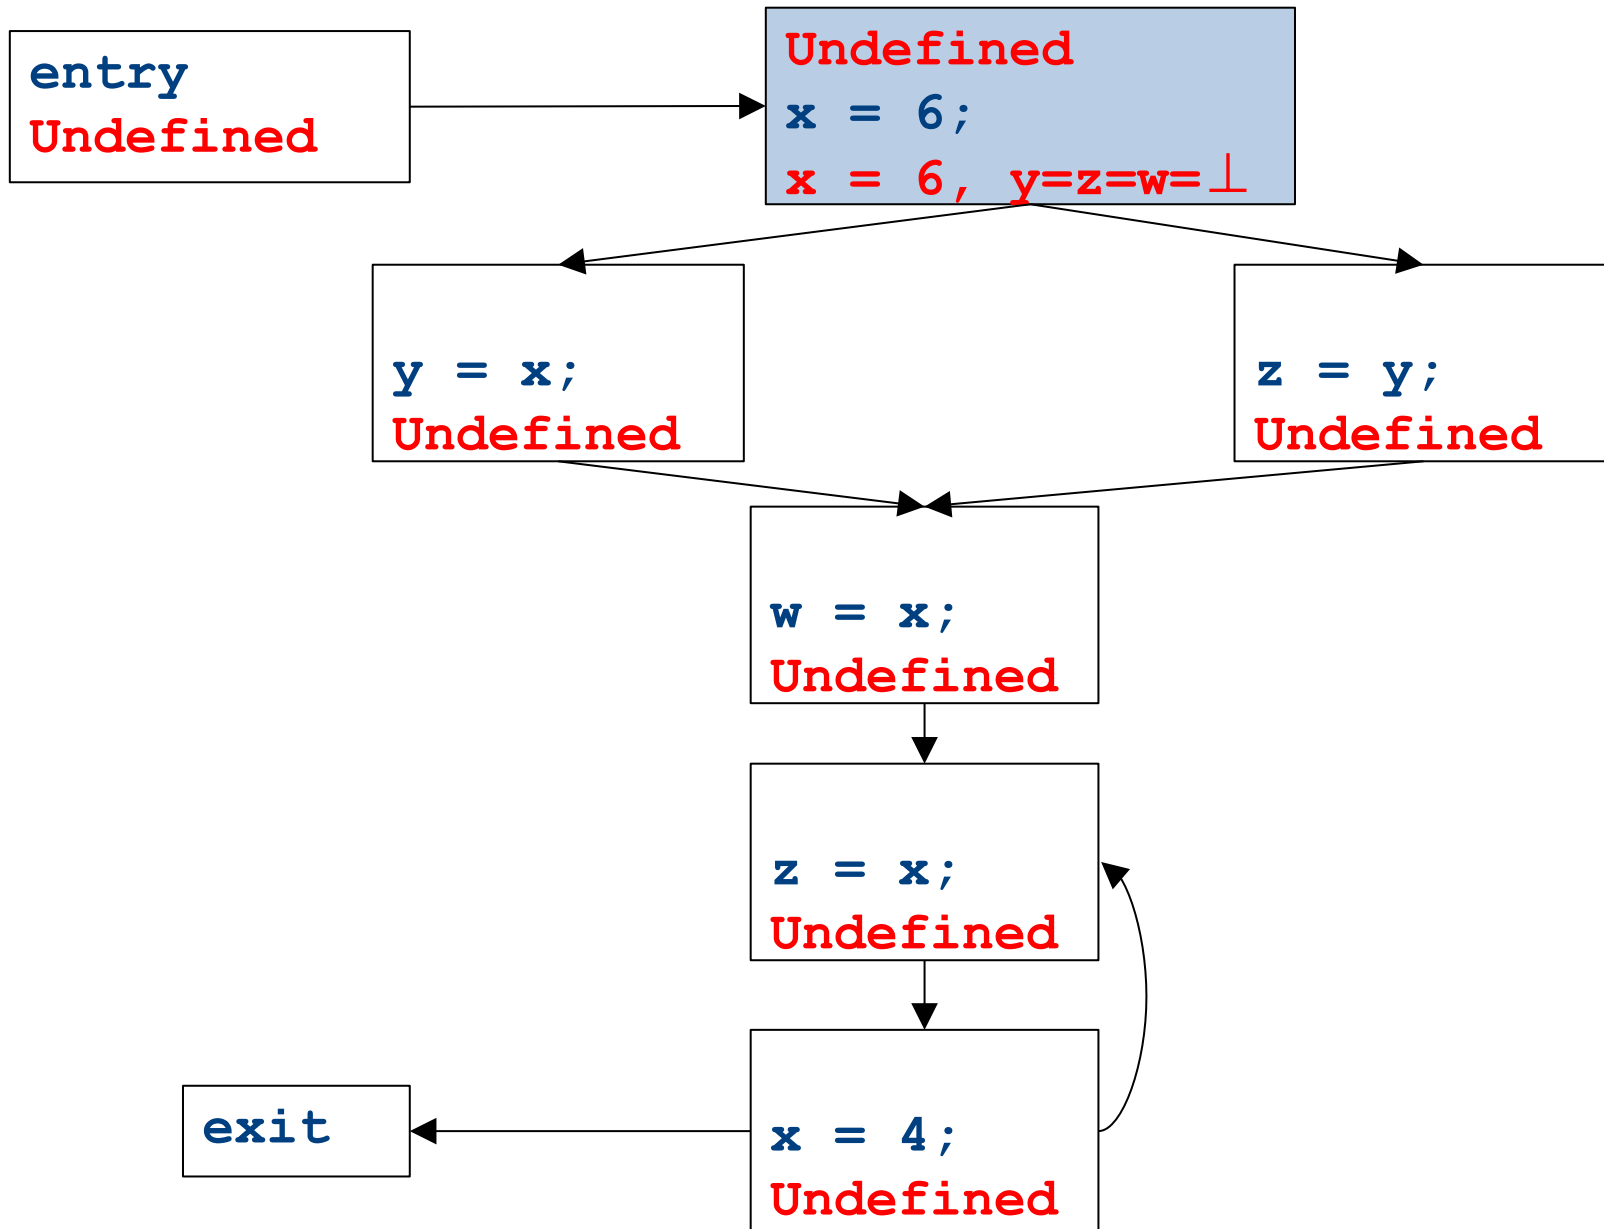 entry
Undefined
Undefined
x = 6;
x = 6, y=z=w=⊥
y = x;
Undefined
z = y;
Undefined
w = x;
Undefined
z = x;
Undefined
x = 4;
Undefined
exit